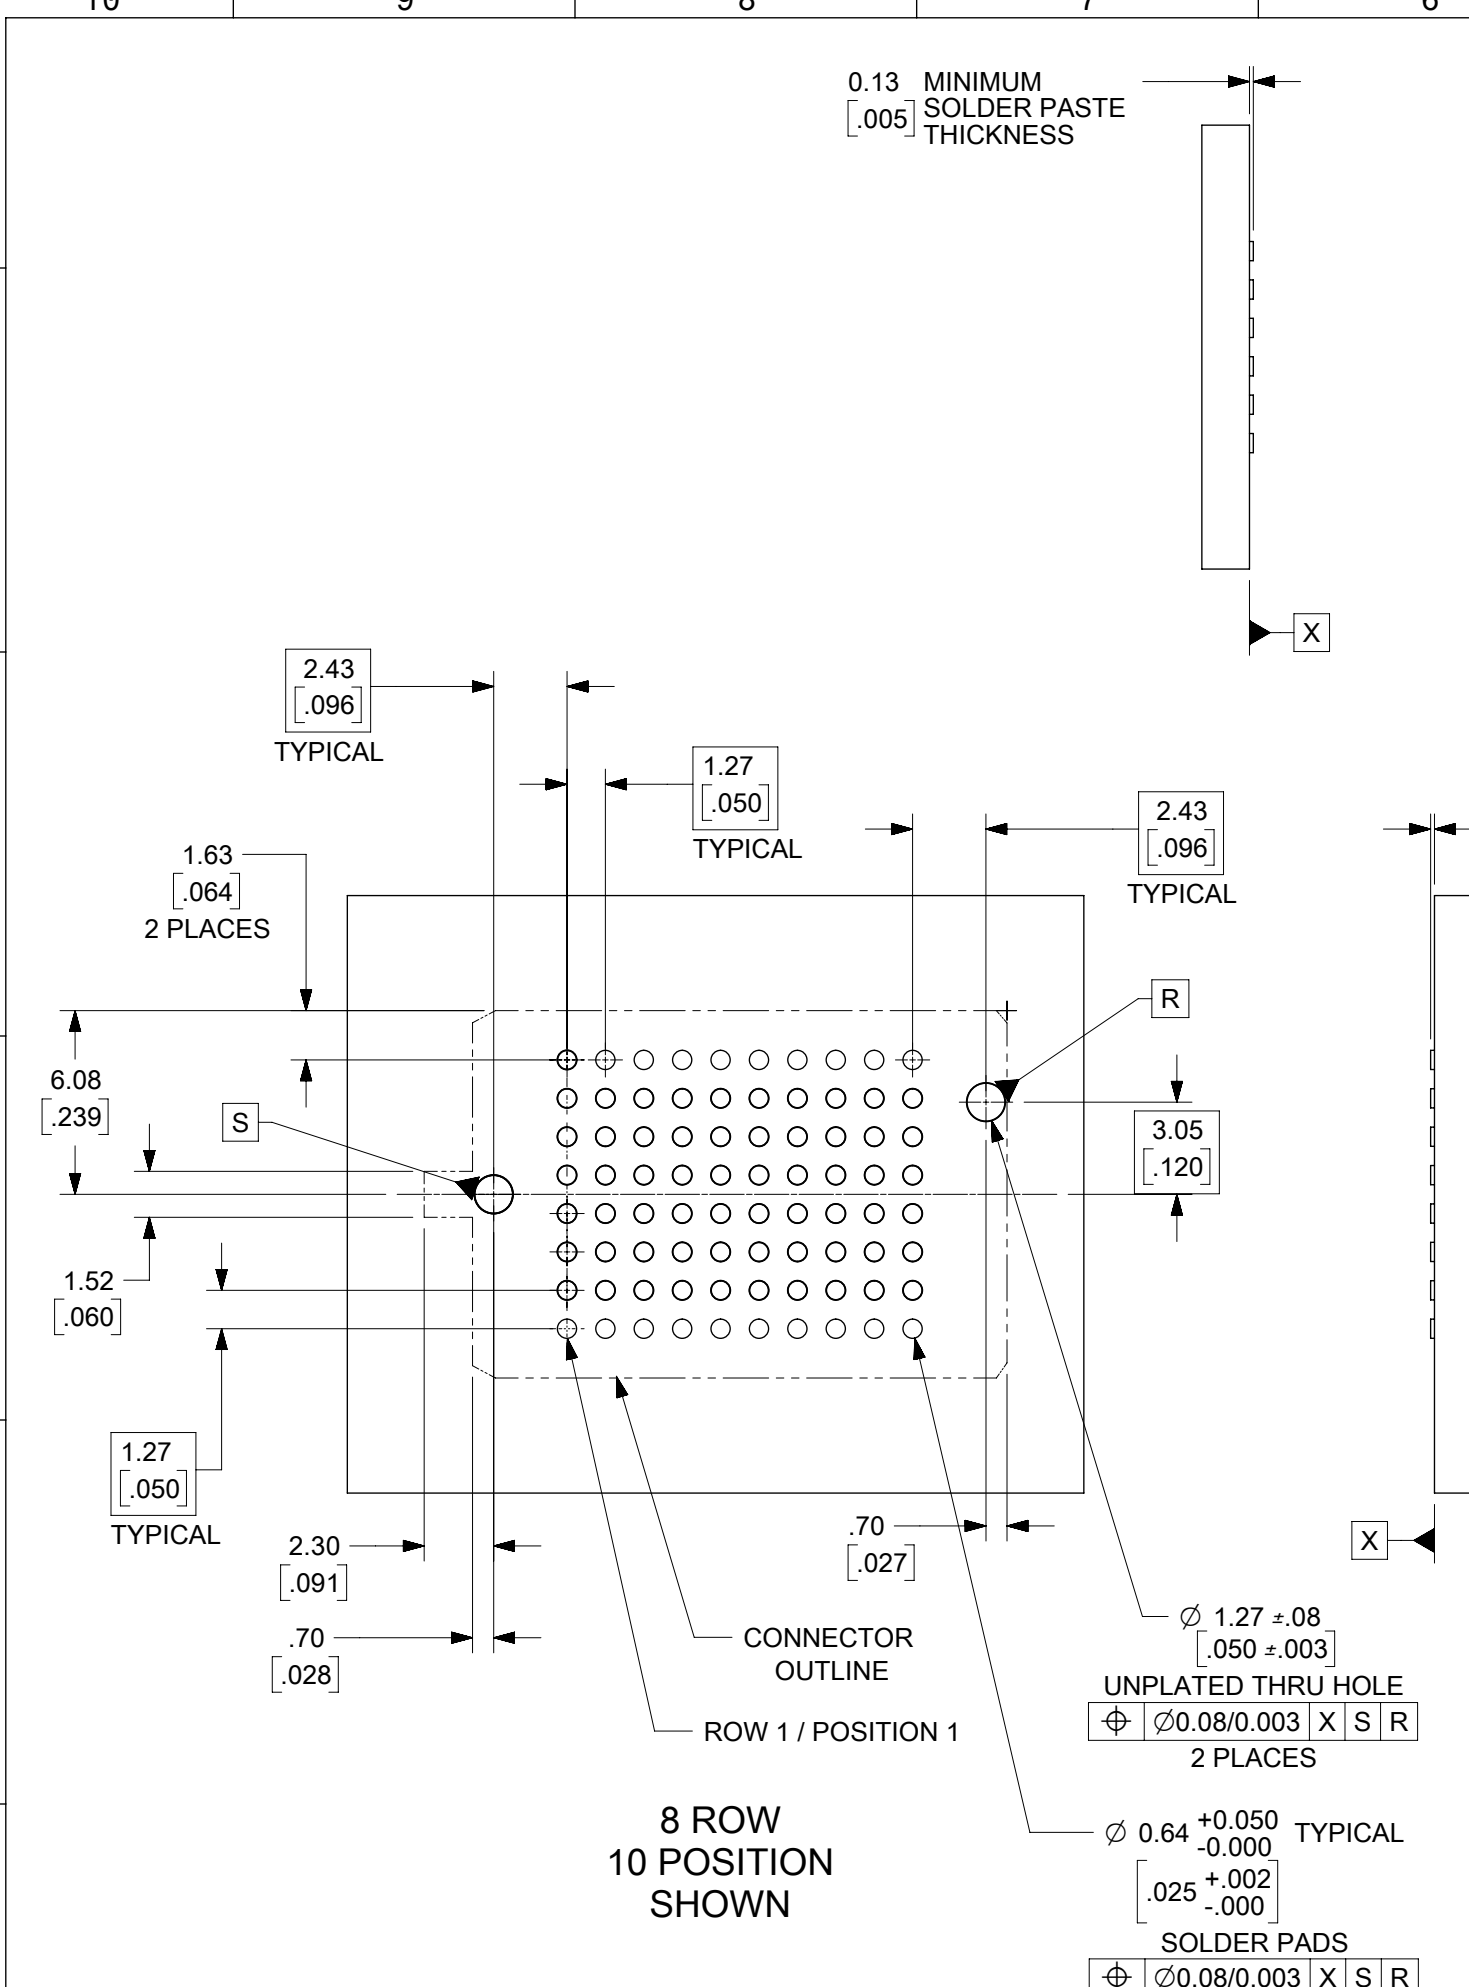 10 9 8 7 6
0.13 MINIMUM
[.005] SOLDER PASTE
THICKNESS
X
2.43
[.096]
TYPICAL
1.27
[.050]
TYPICAL
2.43
[.096]
TYPICAL
1.63
[.064]
2 PLACES
R
6.08
[.239]
S
3.05
[.120]
1.52
[.060]
1.27
[.050]
TYPICAL
2.30
[.091]
.70
[.027]
X
.70
[.028]
CONNECTOR
OUTLINE
ROW 1 / POSITION 1
∅ 1.27 ±.08
[.050 ±.003]
UNPLATED THRU HOLE
⌖ ∅0.08/0.003 X S R
2 PLACES
8 ROW
10 POSITION
SHOWN
∅ 0.64 +0.050 -0.000 TYPICAL
[.025 +.002 -.000]
SOLDER PADS
⌖ ∅0.08/0.003 X S R